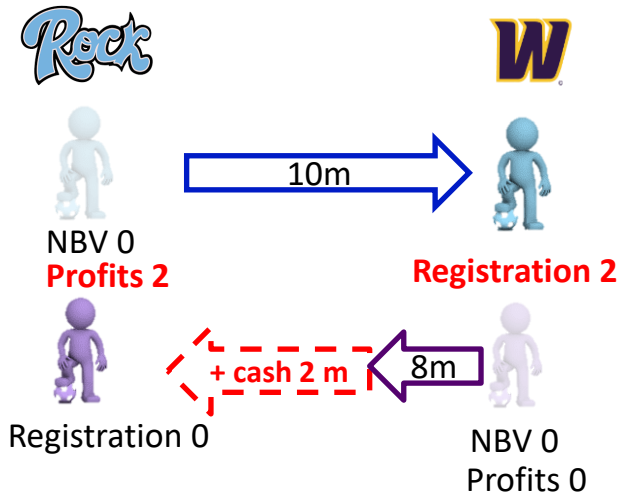 Rock
W
10m
NBV 0
Profits 2
Registration 2
+ cash 2 m
8m
Registration 0
NBV 0
Profits 0